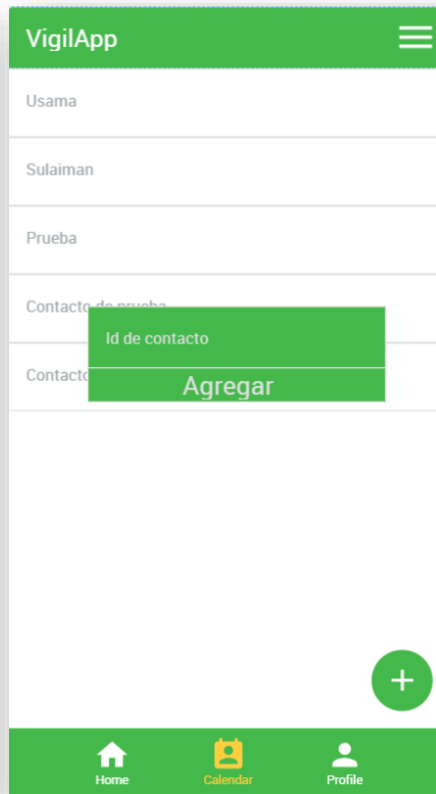 VigilApp
Usama
Sulaiman
Prueba
Contacto de prueba
Id de contacto
Contacto
Agregar
Home
Calendar
Profile